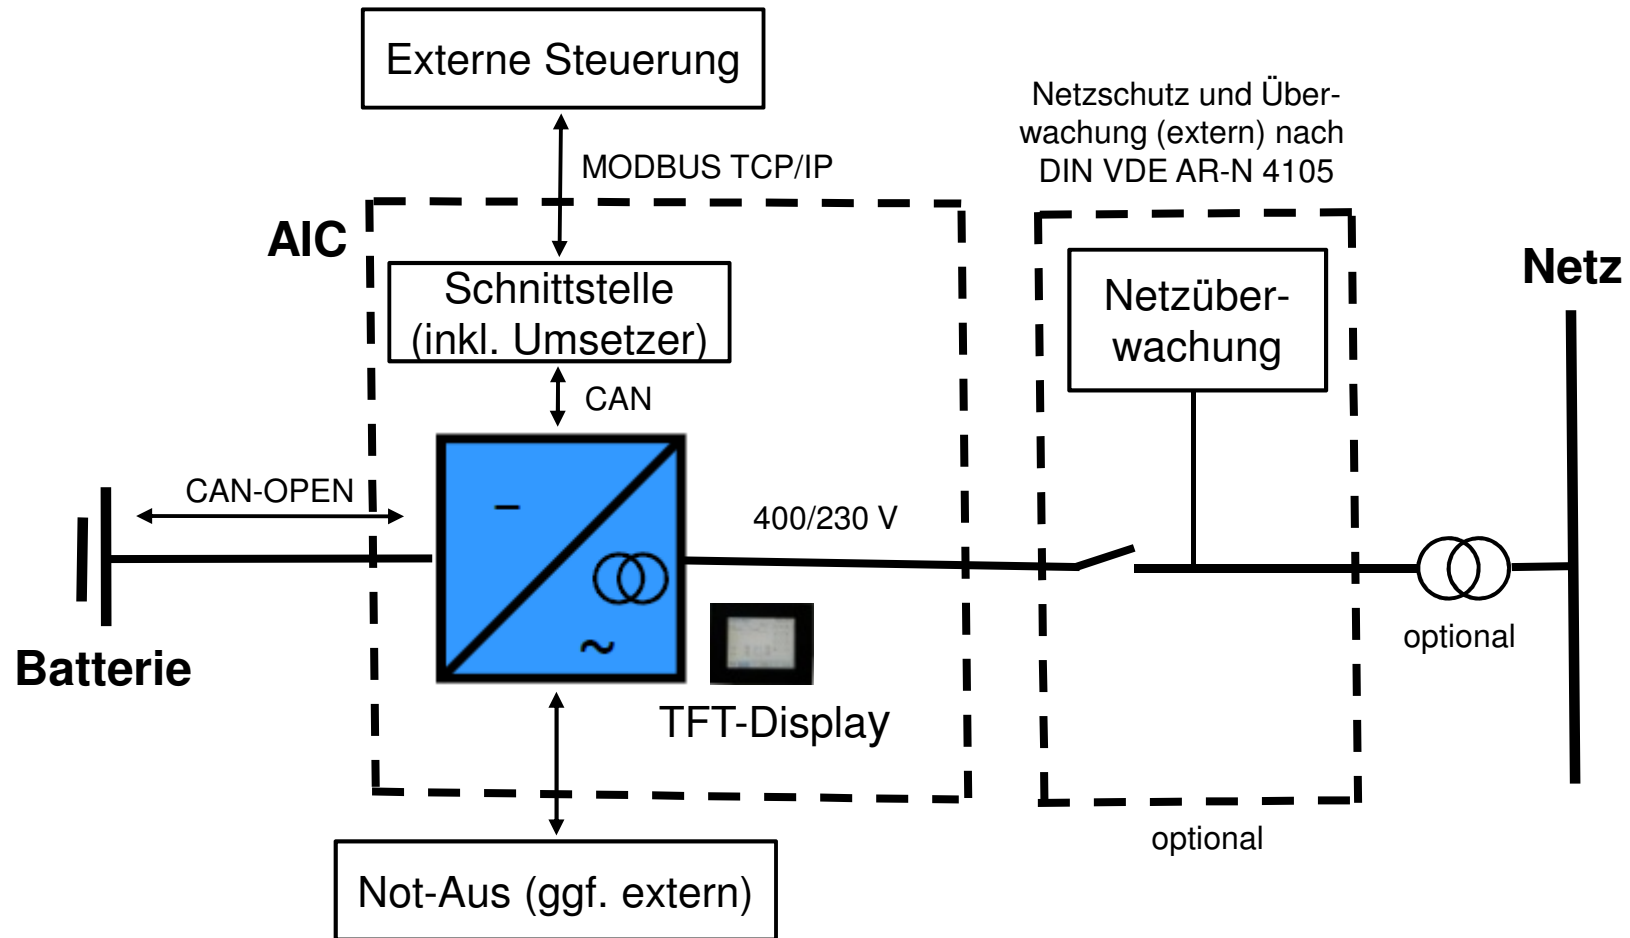 Externe Steuerung
MODBUS TCP/IP
Netzschutz und Über-
wachung (extern) nach
DIN VDE AR-N 4105
AIC
Schnittstelle
(inkl. Umsetzer)
CAN
Netzüber-
wachung
Netz
CAN-OPEN
–
400/230 V
~
Batterie
TFT-Display
optional
optional
Not-Aus (ggf. extern)